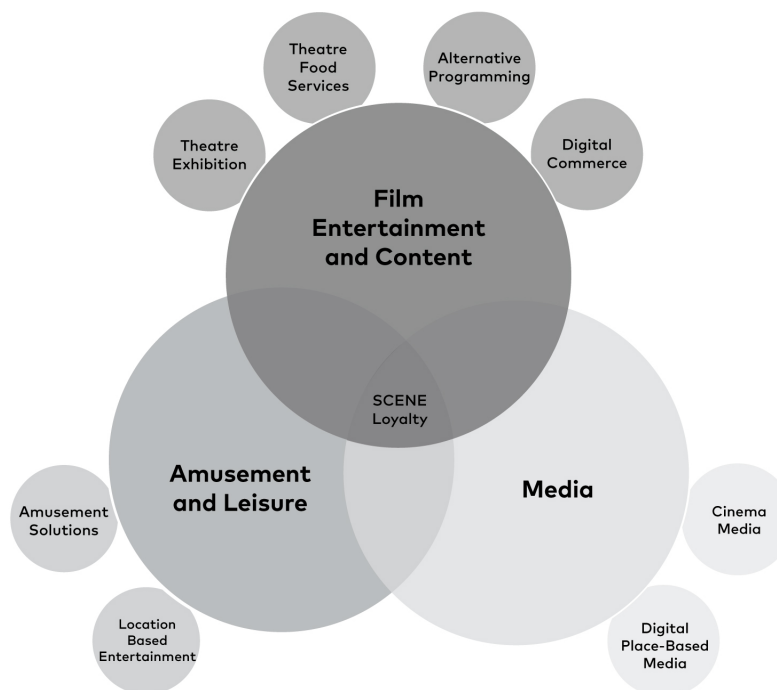 Theatre
Food
Services
Alternative
Programming
Theatre
Exhibition
Digital
Commerce
Film
Entertainment
and Content
SCENE
Loyalty
Amusement
and Leisure
Media
Amusement
Solutions
Cinema
Media
Location
Based
Entertainment
Digital
Place-Based
Media